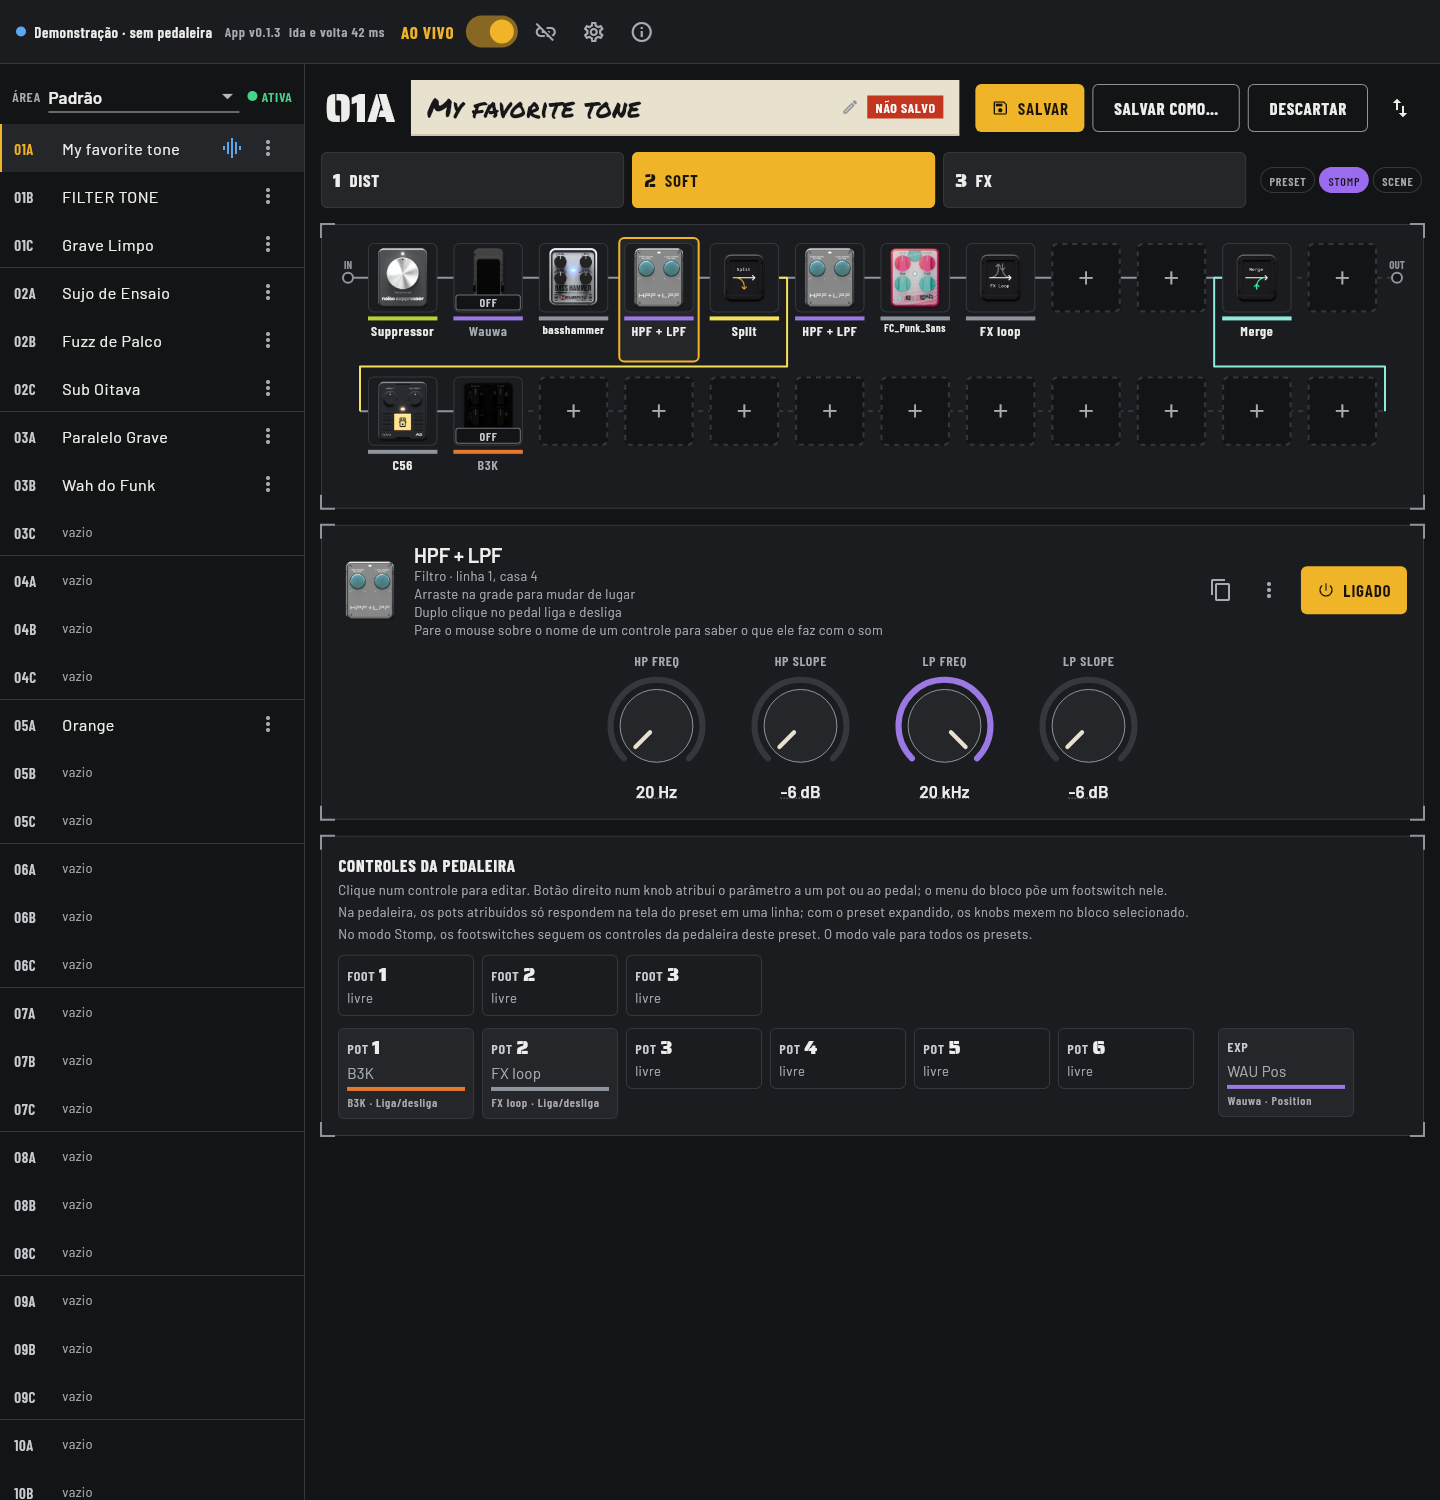 Demonstração · sem pedaleira App v0.1.3 Ida e volta 42 ms AO VIVO
ÁREA Padrão ATIVA
01A My favorite tone
01B FILTER TONE
01C Grave Limpo
02A Sujo de Ensaio
02B Fuzz de Palco
02C Sub Oitava
03A Paralelo Grave
03B Wah do Funk
03C vazio
04A vazio
04B vazio
04C vazio
05A Orange
05B vazio
05C vazio
06A vazio
06B vazio
06C vazio
07A vazio
07B vazio
07C vazio
08A vazio
08B vazio
08C vazio
09A vazio
09B vazio
09C vazio
10A vazio
10B vazio
01A My favorite tone NÃO SALVO SALVAR SALVAR COMO... DESCARTAR
1 DIST 2 SOFT 3 FX PRESET STOMP SCENE
IN OUT
noise suppressor OFF BASS HAMMER HPF+LPF Split HPF+LPF FX Loop Merge
Suppressor Wauwa basshammer HPF + LPF Split HPF + LPF FC_Punk_Sans FX loop Merge
OFF
C56 B3K
HPF + LPF
HPF+LPF
Filtro · linha 1, casa 4
Arraste na grade para mudar de lugar
Duplo clique no pedal liga e desliga
Pare o mouse sobre o nome de um controle para saber o que ele faz com o som
LIGADO
HP FREQ HP SLOPE LP FREQ LP SLOPE
20 Hz -6 dB 20 kHz -6 dB
CONTROLES DA PEDALEIRA
Clique num controle para editar. Botão direito num knob atribui o parâmetro a um pot ou ao pedal; o menu do bloco põe um footswitch nele.
Na pedaleira, os pots atribuídos só respondem na tela do preset em uma linha; com o preset expandido, os knobs mexem no bloco selecionado.
No modo Stomp, os footswitches seguem os controles da pedaleira deste preset. O modo vale para todos os presets.
FOOT 1 FOOT 2 FOOT 3
livre livre livre
POT 1 POT 2 POT 3 POT 4 POT 5 POT 6 EXP
B3K FX loop livre livre livre livre WAU Pos
B3K · Liga/desliga FX loop · Liga/desliga Wauwa · Position